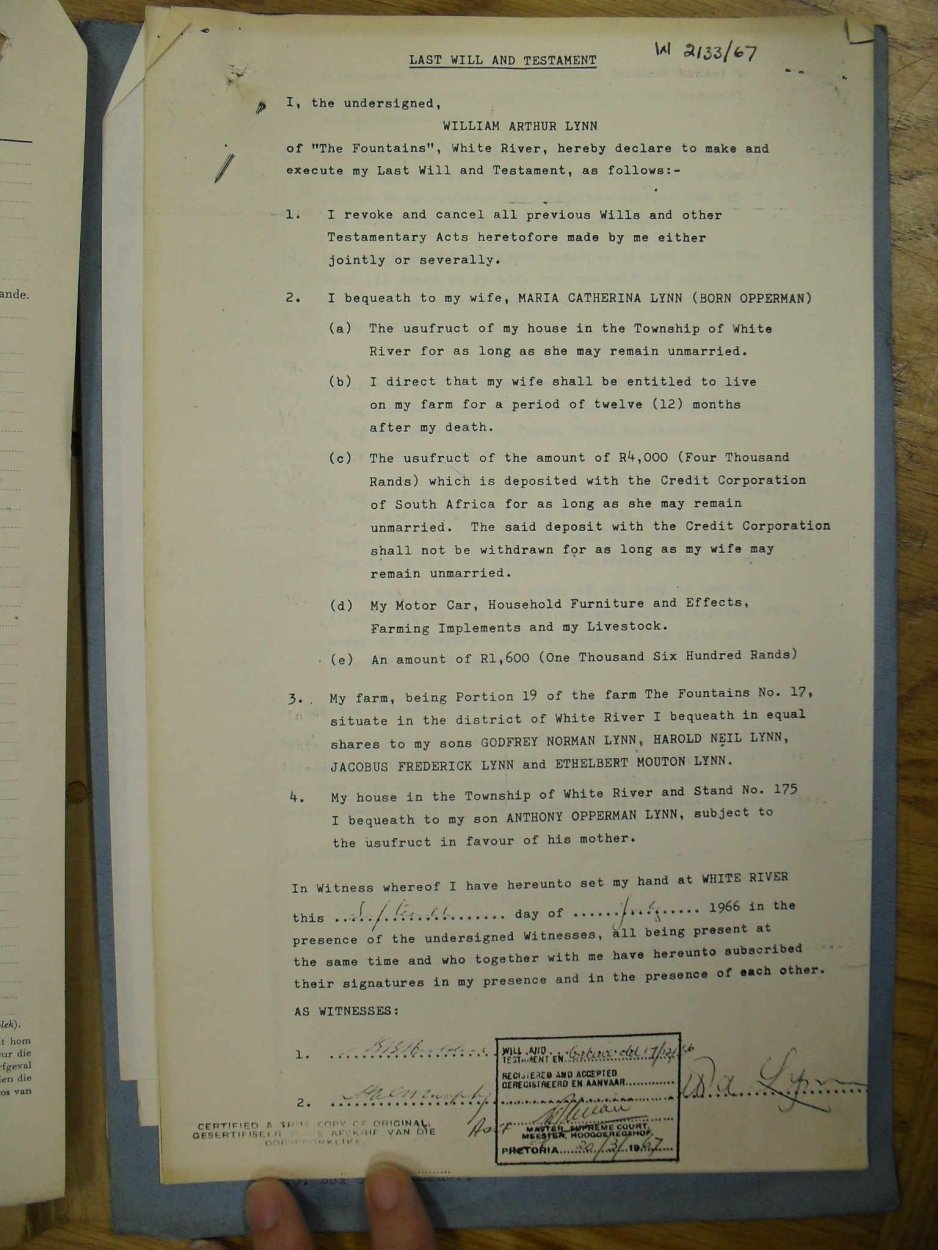 LAST WILL AND TESTAMENT
W 2133/67
I, the undersigned,
WILLIAM ARTHUR LYNN
of "The Fountains", White River, hereby declare to make and
execute my Last Will and Testament, as follows:-
1. I revoke and cancel all previous Wills and other
Testamentary Acts heretofore made by me either
jointly or severally.
2. I bequeath to my wife, MARIA CATHERINA LYNN (BORN OPPERMAN)
(a) The usufruct of my house in the Township of White
River for as long as she may remain unmarried.
(b) I direct that my wife shall be entitled to live
on my farm for a period of twelve (12) months
after my death.
(c) The usufruct of the amount of R4,000 (Four Thousand
Rands) which is deposited with the Credit Corporation
of South Africa for as long as she may remain
unmarried. The said deposit with the Credit Corporation
shall not be withdrawn for as long as my wife may
remain unmarried.
(d) My Motor Car, Household Furniture and Effects,
Farming Implements and my Livestock.
(e) An amount of R1,600 (One Thousand Six Hundred Rands)
3. My farm, being Portion 19 of the farm The Fountains No. 17,
situate in the district of White River I bequeath in equal
shares to my sons GODFREY NORMAN LYNN, HAROLD NEIL LYNN,
JACOBUS FREDERICK LYNN and ETHELBERT MOUTON LYNN.
4. My house in the Township of White River and Stand No. 175
I bequeath to my son ANTHONY OPPERMAN LYNN, subject to
the usufruct in favour of his mother.
In Witness whereof I have hereunto set my hand at WHITE RIVER
this ........ day of ...... July ..... 1966 in the
presence of the undersigned Witnesses, all being present at
the same time and who together with me have hereunto subscribed
their signatures in my presence and in the presence of each other.
AS WITNESSES:
1.
2.
WILL AND
TESTAMENT EN
REGISTERED AND ACCEPTED
GEREGISTREERD EN AANVAAR
MASTER SUPREME COURT.
MEESTER, HOOGGEREGSHOF.
PRETORIA 1967
Lynn
CERTIFIED A TRUE COPY OF ORIGINAL.
GESERTIFISEER AFSKRIF VAN DIE
ande.
lek).
t hom
ur die
fgeval
ien die
os van